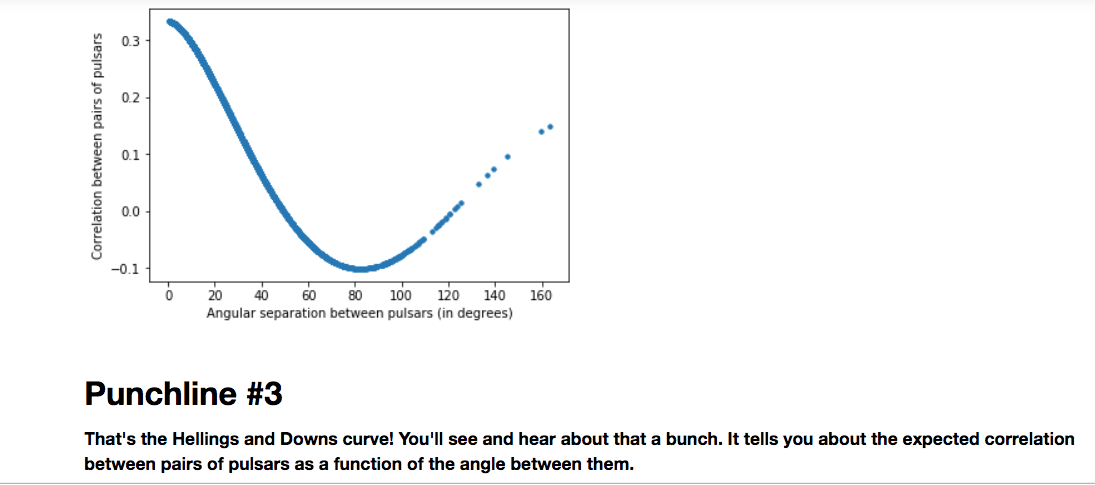 Correlation between pairs of pulsars
0.3
0.2
0.1
0.0
−0.1
0 20 40 60 80 100 120 140 160
Angular separation between pulsars (in degrees)
Punchline #3
That's the Hellings and Downs curve! You'll see and hear about that a bunch. It tells you about the expected correlation
between pairs of pulsars as a function of the angle between them.